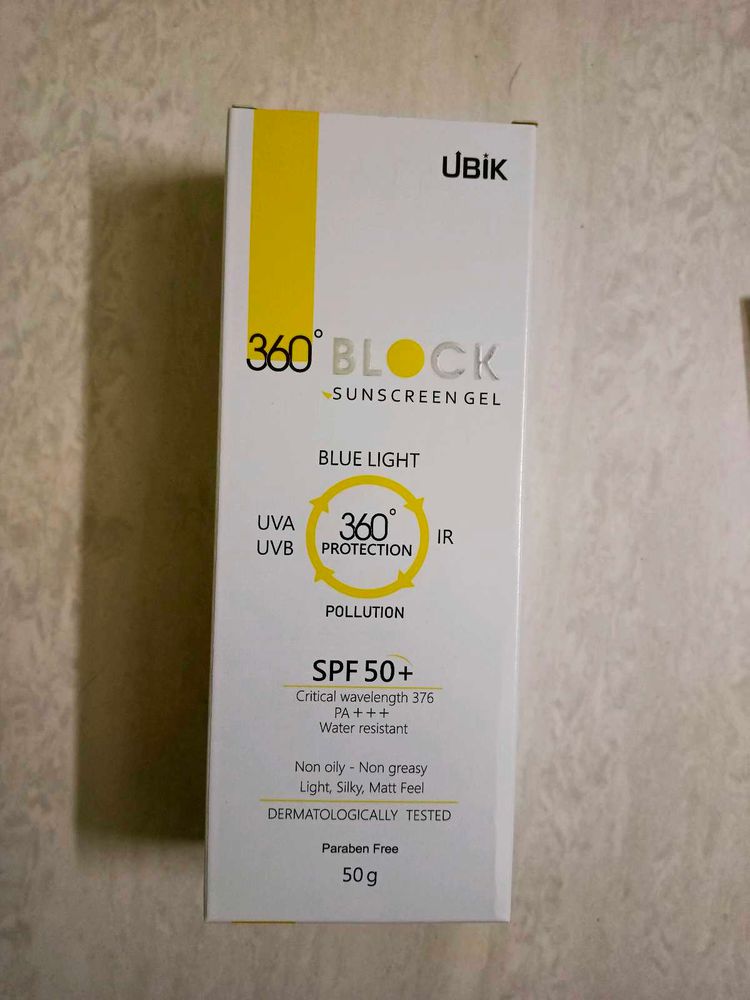 UBIK
360° BLOCK
SUNSCREEN GEL
BLUE LIGHT
UVA
UVB
360°
PROTECTION
IR
POLLUTION
SPF 50+
Critical wavelength 376
PA+++
Water resistant
Non oily - Non greasy
Light, Silky, Matt Feel
DERMATOLOGICALLY TESTED
Paraben Free
50 g